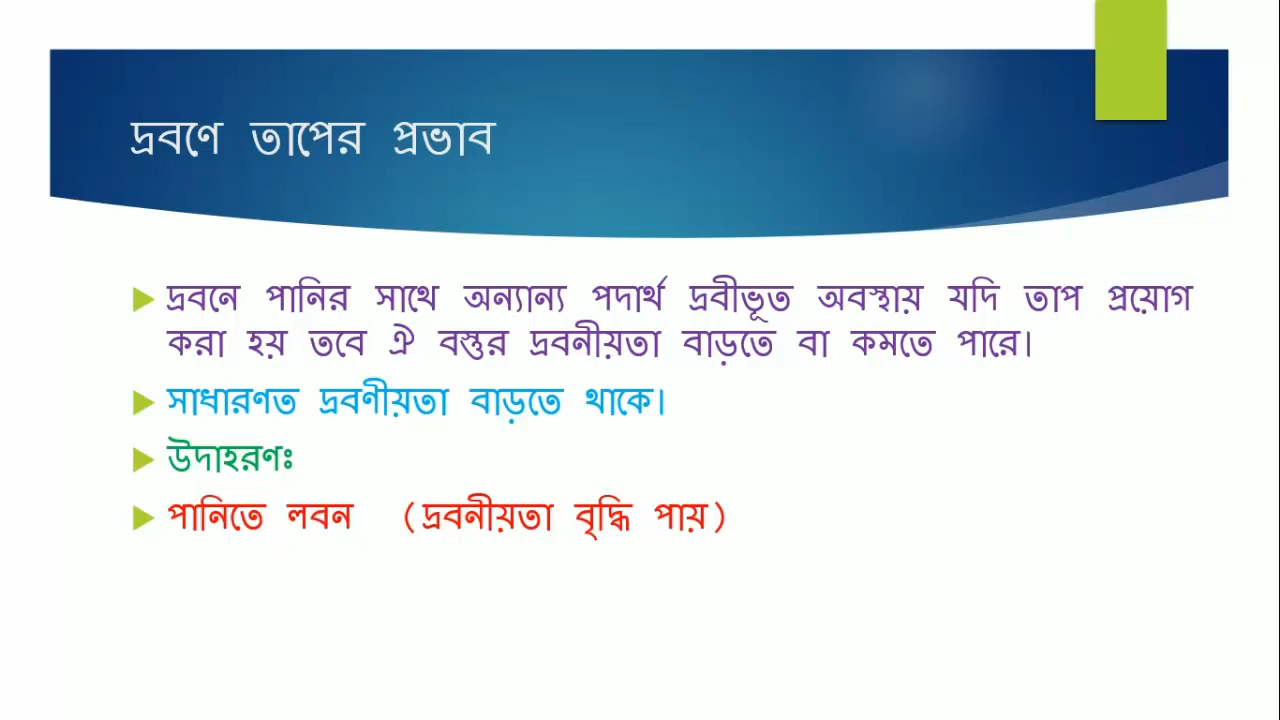 দ্রবণে তাপের প্রভাব
দ্রবনে পানির সাথে অন্যান্য পদার্থ দ্রবীভূত অবস্থায় যদি তাপ প্রয়োগ
করা হয় তবে ঐ বস্তুর দ্রবনীয়তা বাড়তে বা কমতে পারে।
সাধারণত দ্রবণীয়তা বাড়তে থাকে।
উদাহরণঃ
পানিতে লবন (দ্রবনীয়তা বৃদ্ধি পায়)